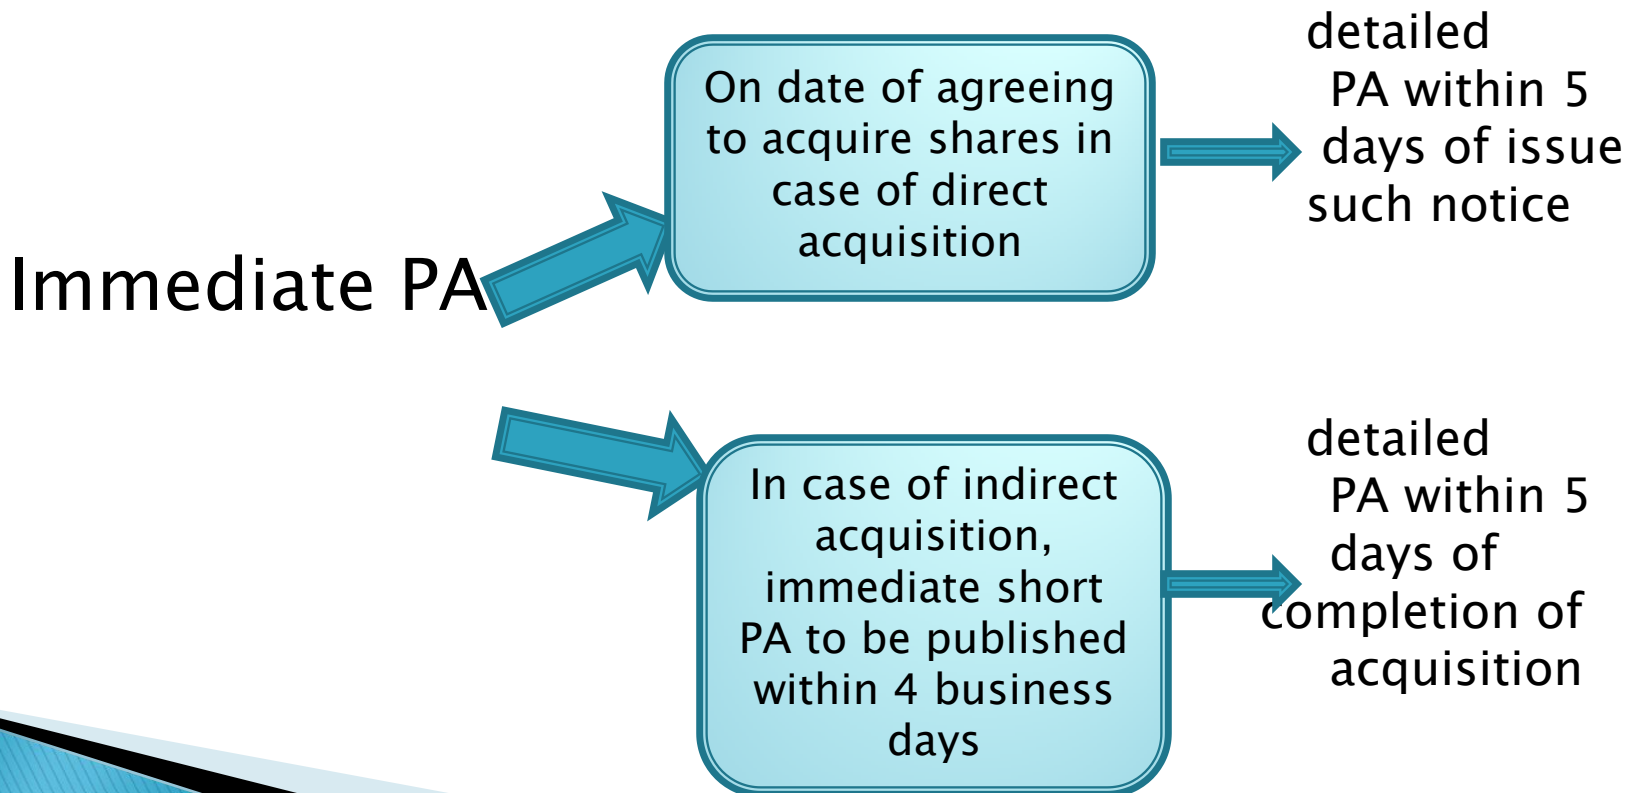 Immediate PA
On date of agreeing
to acquire shares in
case of direct
acquisition
detailed
PA within 5
days of issue
such notice
In case of indirect
acquisition,
immediate short
PA to be published
within 4 business
days
detailed
PA within 5
days of
completion of
acquisition